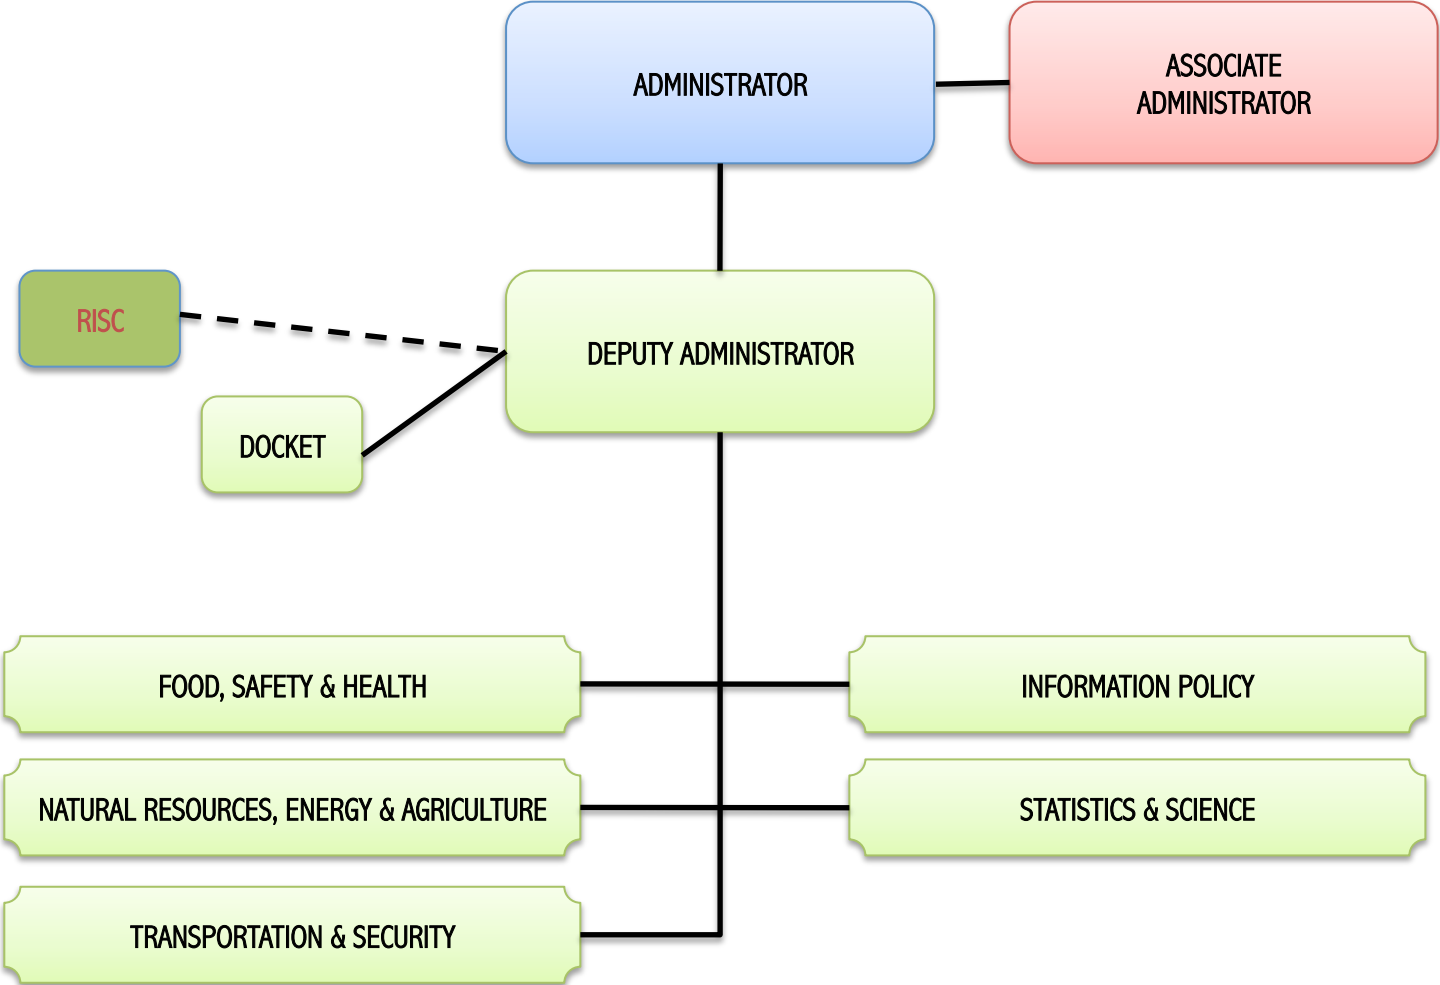 ADMINISTRATOR
ASSOCIATE
ADMINISTRATOR
RISC
DEPUTY ADMINISTRATOR
DOCKET
FOOD, SAFETY & HEALTH
INFORMATION POLICY
NATURAL RESOURCES, ENERGY & AGRICULTURE
STATISTICS & SCIENCE
TRANSPORTATION & SECURITY